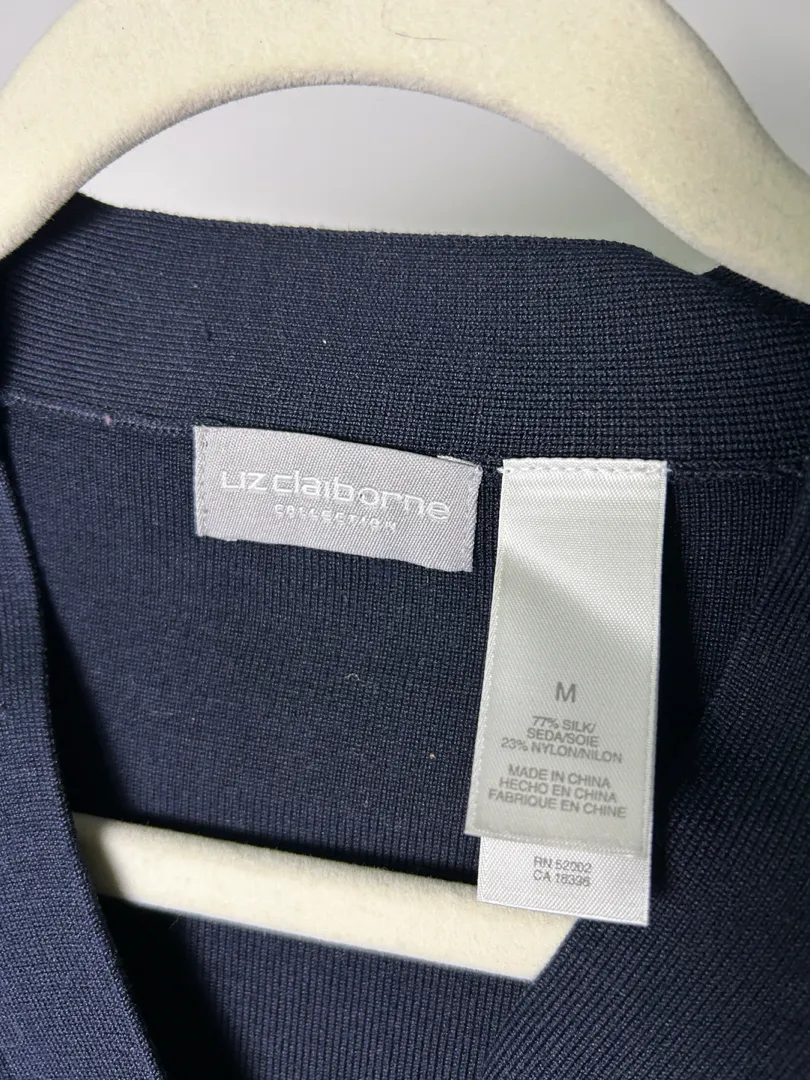 LIZ claiborne
COLLECTION
M
77% SILK/
SEDA/SOIE
23% NYLON/NILON
MADE IN CHINA
HECHO EN CHINA
FABRIQUE EN CHINE
RN 52002
CA 18338